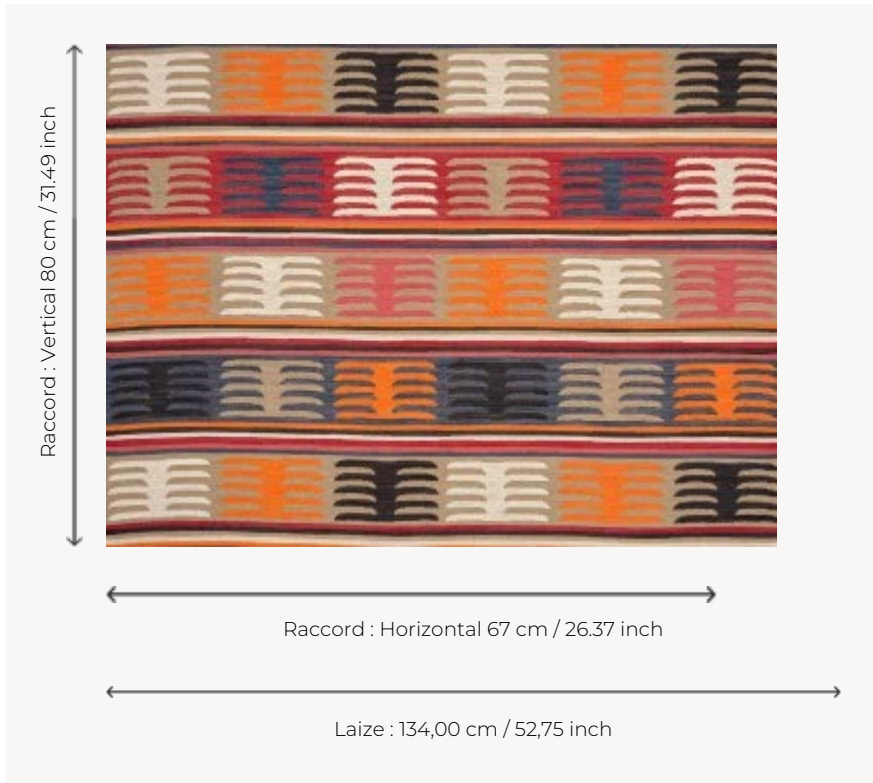 Raccord : Vertical 80 cm / 31.49 inch
Raccord : Horizontal 67 cm / 26.37 inch
Laize : 134,00 cm / 52,75 inch